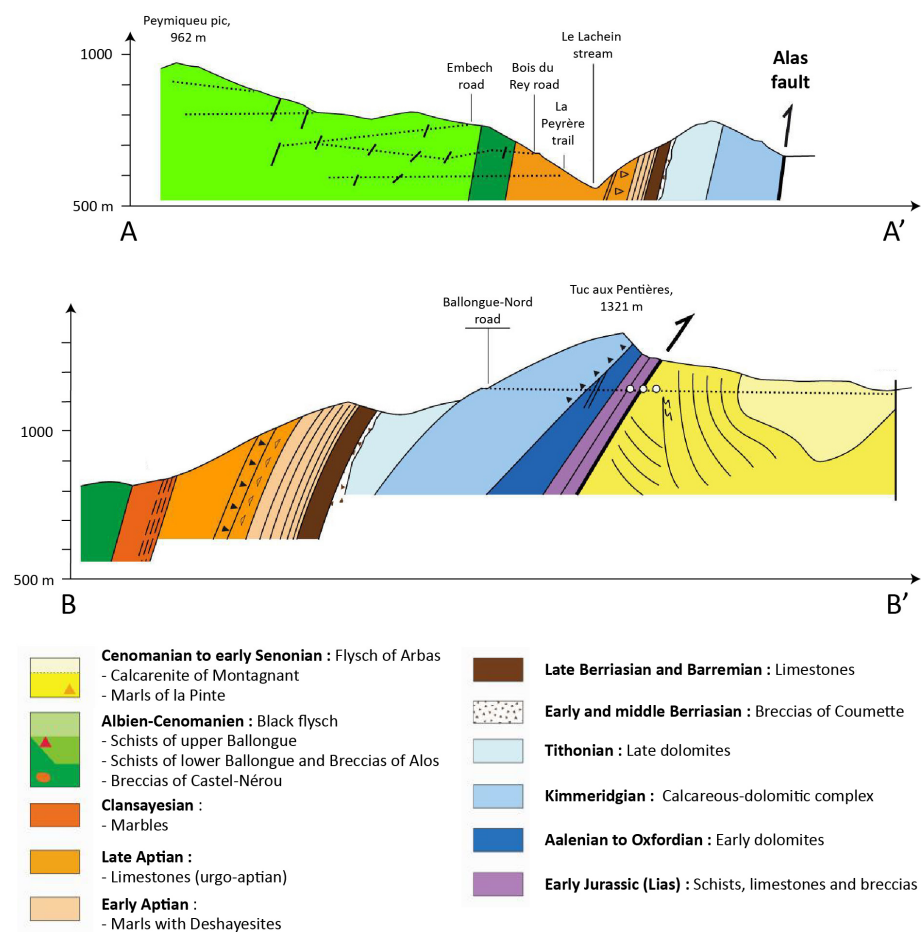 Peymiqueu pic,
962 m
1000
Embech
road
Bois du
Rey road
La
Peyrère
trail
Le Lachein
stream
Alas
fault
500 m
A
A'
Ballongue-Nord
road
Tuc aux Pentières,
1321 m
1000
500 m
B
B'
Cenomanian to early Senonian : Flysch of Arbas
- Calcarenite of Montagnant
- Marls of la Pinte
Albien-Cenomanien : Black flysch
- Schists of upper Ballongue
- Schists of lower Ballongue and Breccias of Alos
- Breccias of Castel-Nérou
Clansayesian :
- Marbles
Late Aptian :
- Limestones (urgo-aptian)
Early Aptian :
- Marls with Deshayesites
Late Berriasian and Barremian : Limestones
Early and middle Berriasian : Breccias of Coumette
Tithonian : Late dolomites
Kimmeridgian : Calcareous-dolomitic complex
Aalenian to Oxfordian : Early dolomites
Early Jurassic (Lias) : Schists, limestones and breccias